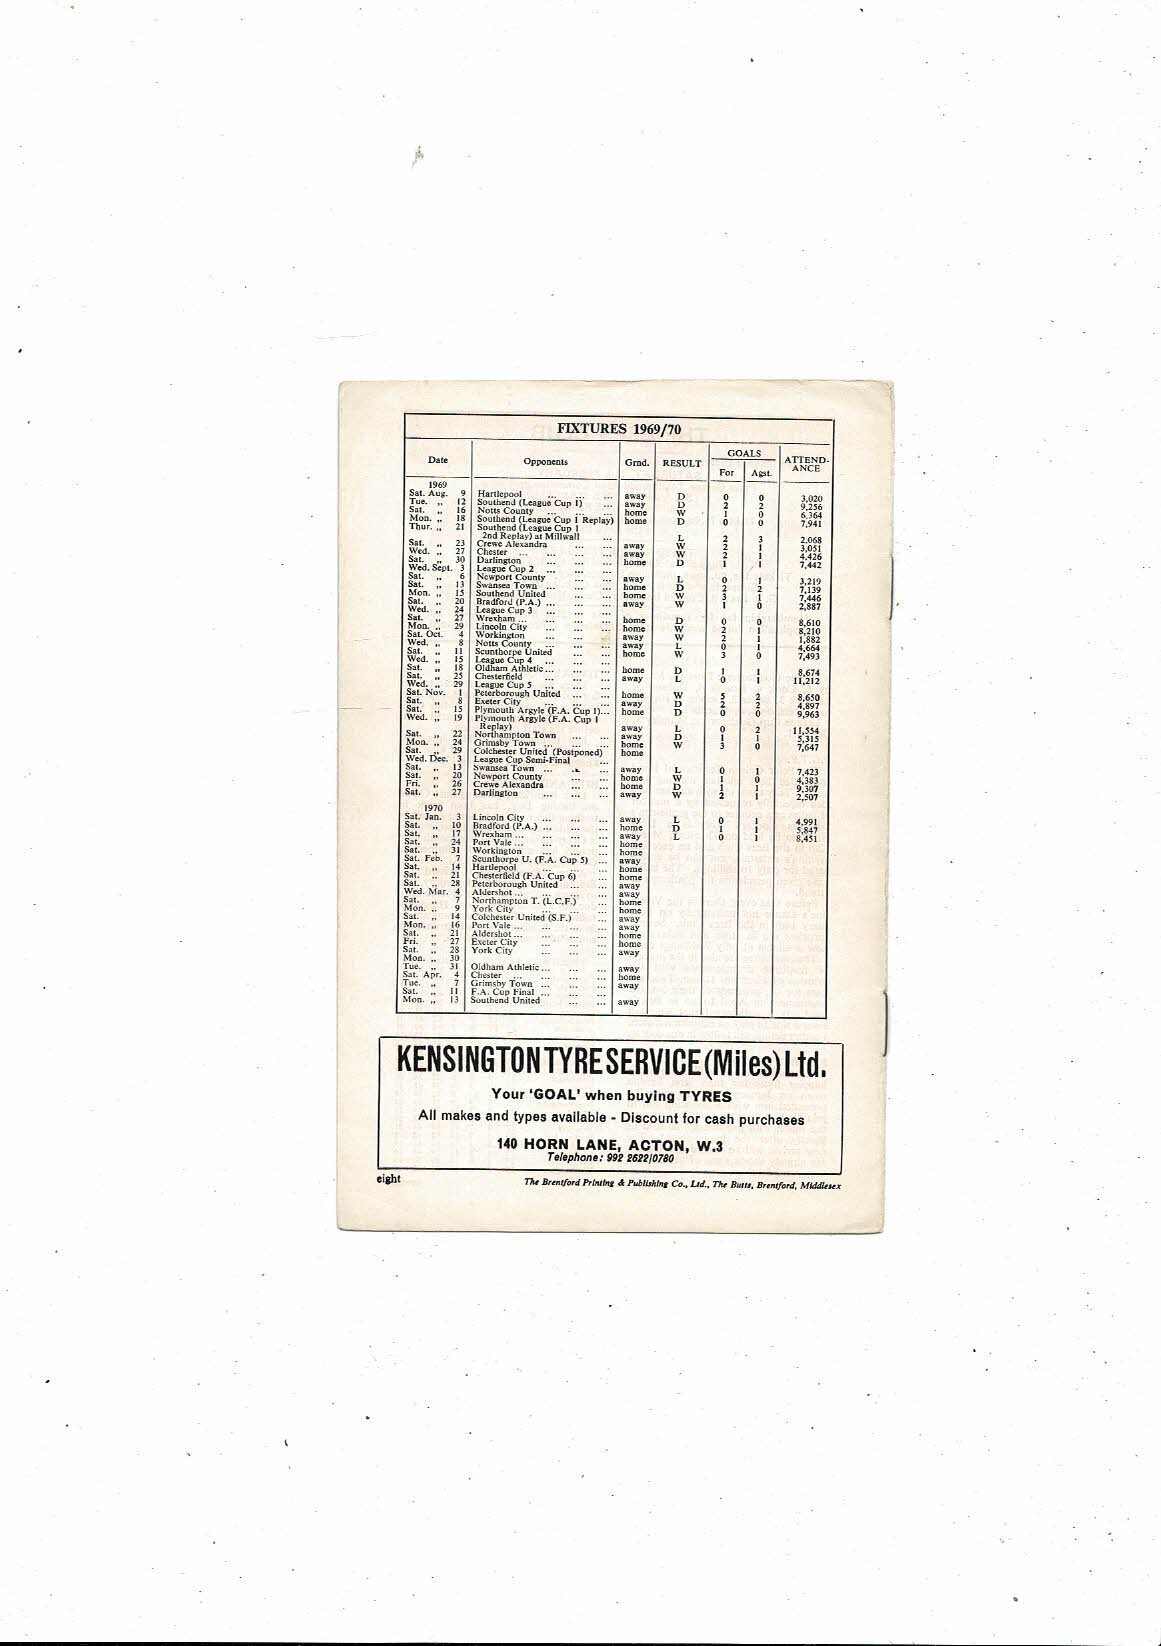 FIXTURES 1969/70
Date Opponents Grnd. RESULT GOALS For Agst. ATTEND-ANCE
1969
Sat. Aug. 9 Hartlepool ... ... ... away D 0 0 3,020
Tue. „ 12 Southend (League Cup 1) ... away D 2 2 9,256
Sat. „ 16 Notts County ... ... ... home W 1 0 6,364
Mon. „ 18 Southend (League Cup 1 Replay) home D 0 0 7,941
Thur. „ 21 Southend (League Cup 1
2nd Replay) at Millwall ... L 2 3 2,068
Sat. „ 23 Crewe Alexandra ... ... away W 2 1 3,051
Wed. „ 27 Chester ... ... ... ... away W 2 1 4,426
Sat. „ 30 Darlington ... ... ... home D 1 1 7,442
Wed. Sept. 3 League Cup 2 ... ... ...
Sat. „ 6 Newport County ... ... away L 0 1 3,219
Sat. „ 13 Swansea Town ... ... ... home D 2 2 7,139
Mon. „ 15 Southend United ... ... home W 3 1 7,446
Sat. „ 20 Bradford (P.A.) ... ... ... away W 1 0 2,887
Wed. „ 24 League Cup 3 ... ... ...
Sat. „ 27 Wrexham ... ... ... ... home D 0 0 8,610
Mon. „ 29 Lincoln City ... ... ... home W 2 1 8,210
Sat. Oct. 4 Workington ... ... ... away W 2 1 1,882
Wed. „ 8 Notts County ... ... ... away L 0 1 4,664
Sat. „ 11 Scunthorpe United ... ... home W 3 0 7,493
Wed. „ 15 League Cup 4 ... ... ...
Sat. „ 18 Oldham Athletic ... ... ... home D 1 1 8,674
Sat. „ 25 Chesterfield ... ... ... away L 0 1 11,212
Wed. „ 29 League Cup 5 ... ... ...
Sat. Nov. 1 Peterborough United ... ... home W 5 2 8,650
Sat. „ 8 Exeter City ... ... ... away D 2 2 4,897
Sat. „ 15 Plymouth Argyle (F.A. Cup 1)... home D 0 0 9,963
Wed. „ 19 Plymouth Argyle (F.A. Cup 1
Replay) away L 0 2 11,554
Sat. „ 22 Northampton Town ... ... away D 1 1 5,315
Mon. „ 24 Grimsby Town ... ... ... home W 3 0 7,647
Sat. „ 29 Colchester United (Postponed) home
Wed. Dec. 3 League Cup Semi-Final ...
Sat. „ 13 Swansea Town ... ... ... away L 0 1 7,423
Sat. „ 20 Newport County ... ... home W 1 0 4,383
Fri. „ 26 Crewe Alexandra ... ... home D 1 1 9,307
Sat. „ 27 Darlington ... ... ... away W 2 1 2,507
1970
Sat. Jan. 3 Lincoln City ... ... ... away L 0 1 4,991
Sat. „ 10 Bradford (P.A.) ... ... ... home D 1 1 5,847
Sat. „ 17 Wrexham ... ... ... ... away L 0 1 8,451
Sat. „ 24 Port Vale ... ... ... ... home
Sat. „ 31 Workington ... ... ... home
Sat. Feb. 7 Scunthorpe U. (F.A. Cup 5) ... away
Sat. „ 14 Hartlepool ... ... ... home
Sat. „ 21 Chesterfield (F.A. Cup 6) ... home
Sat. „ 28 Peterborough United ... ... away
Wed. Mar. 4 Aldershot ... ... ... ... away
Sat. „ 7 Northampton T. (L.C.F.) ... home
Mon. „ 9 York City ... ... ... home
Sat. „ 14 Colchester United (S.F.) ... away
Mon. „ 16 Port Vale ... ... ... ... away
Sat. „ 21 Aldershot ... ... ... ... home
Fri. „ 27 Exeter City ... ... ... home
Sat. „ 28 York City ... ... ... away
Mon. „ 30
Tue. „ 31 Oldham Athletic ... ... ... away
Sat. Apr. 4 Chester ... ... ... ... home
Tue. „ 7 Grimsby Town ... ... ... away
Sat. „ 11 F.A. Cup Final ... ... ...
Mon. „ 13 Southend United ... ... away
KENSINGTON TYRE SERVICE (Miles) Ltd.
Your 'GOAL' when buying TYRES
All makes and types available - Discount for cash purchases
140 HORN LANE, ACTON, W.3
Telephone: 992 2622/0780
eight
The Brentford Printing & Publishing Co., Ltd., The Butts, Brentford, Middlesex